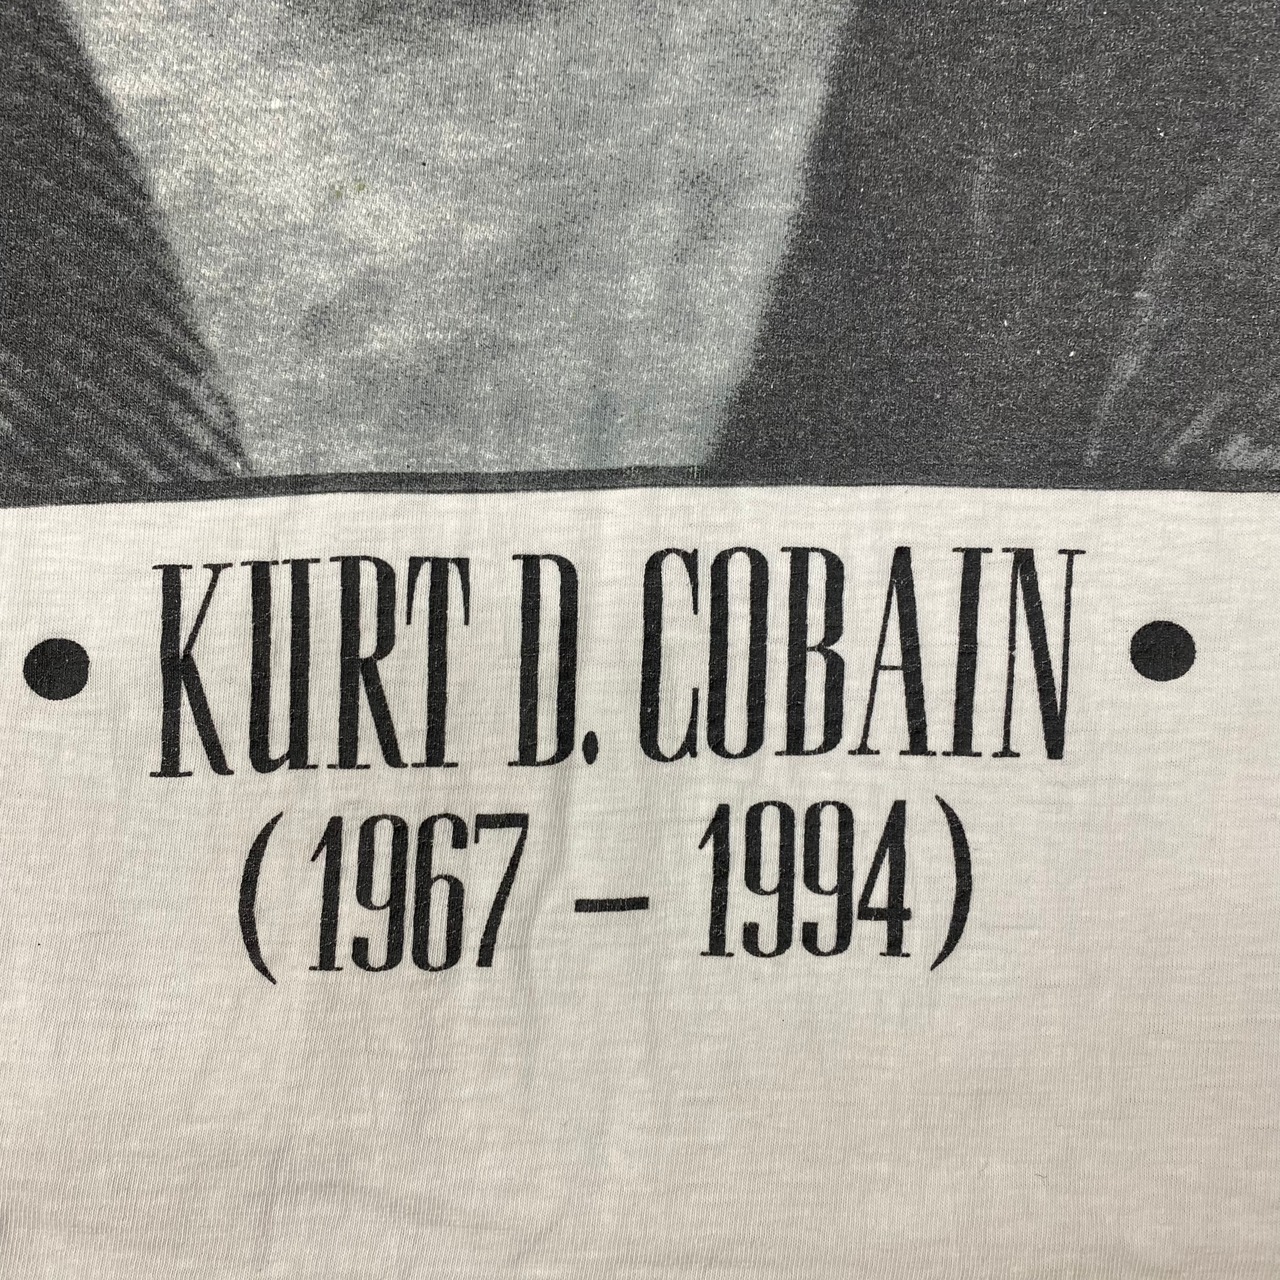 • KURT D. COBAIN •
(1967 – 1994)